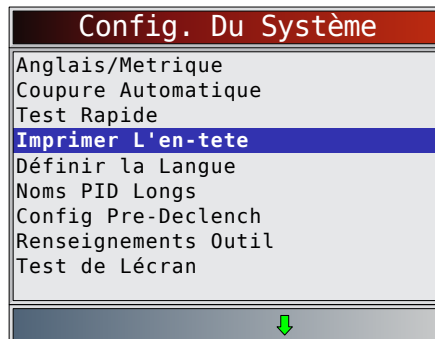 Config. Du Système
Anglais/Metrique
Coupure Automatique
Test Rapide
Imprimer L'en-tete
Définir la Langue
Noms PID Longs
Config Pre-Declench
Renseignements Outil
Test de Lécran